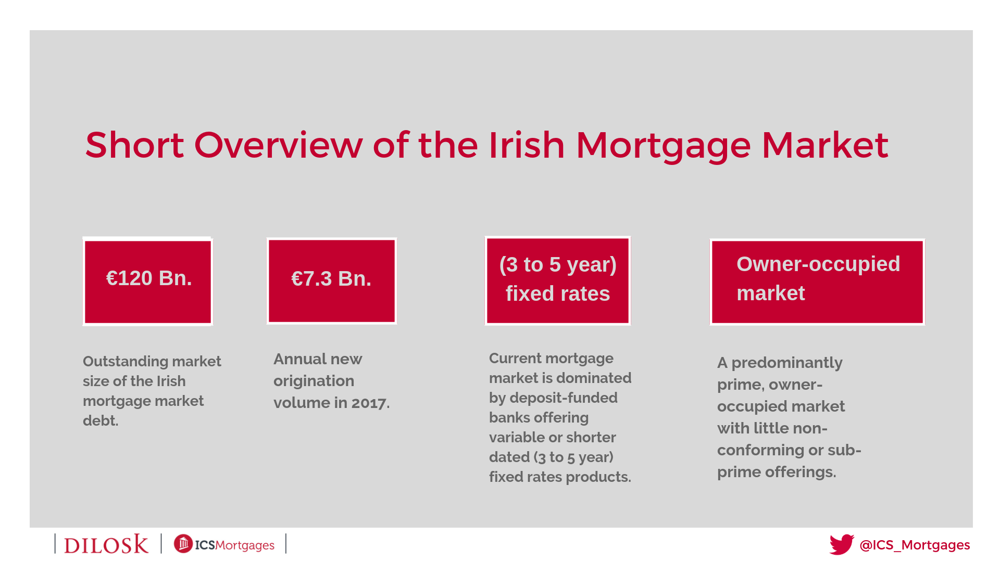 Short Overview of the Irish Mortgage Market
€120 Bn.
Outstanding market
size of the Irish
mortgage market
debt.
€7.3 Bn.
Annual new
origination
volume in 2017.
(3 to 5 year)
fixed rates
Current mortgage
market is dominated
by deposit-funded
banks offering
variable or shorter
dated (3 to 5 year)
fixed rates products.
Owner-occupied
market
A predominantly
prime, owner-
occupied market
with little non-
conforming or sub-
prime offerings.
DILOSK
ICSMortgages
@ICS_Mortgages